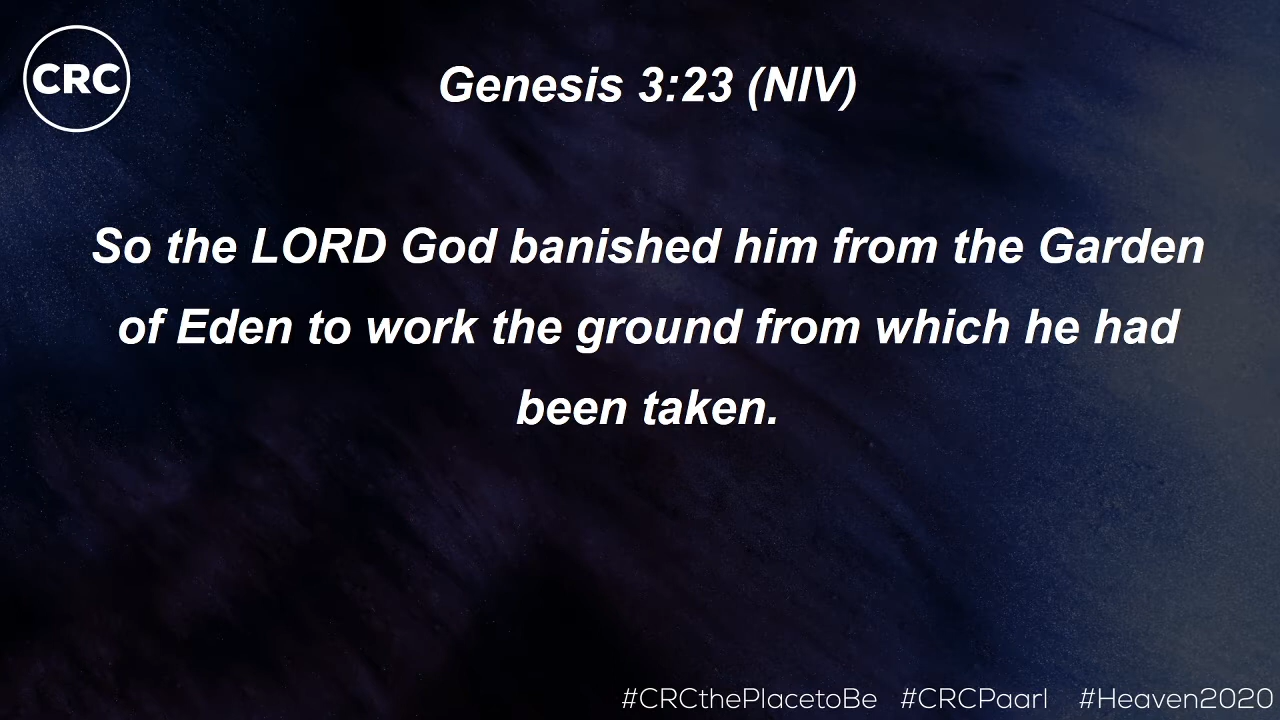 CRC
Genesis 3:23 (NIV)
So the LORD God banished him from the Garden
of Eden to work the ground from which he had
been taken.
#CRCthePlacetoBe #CRCPaarl #Heaven2020